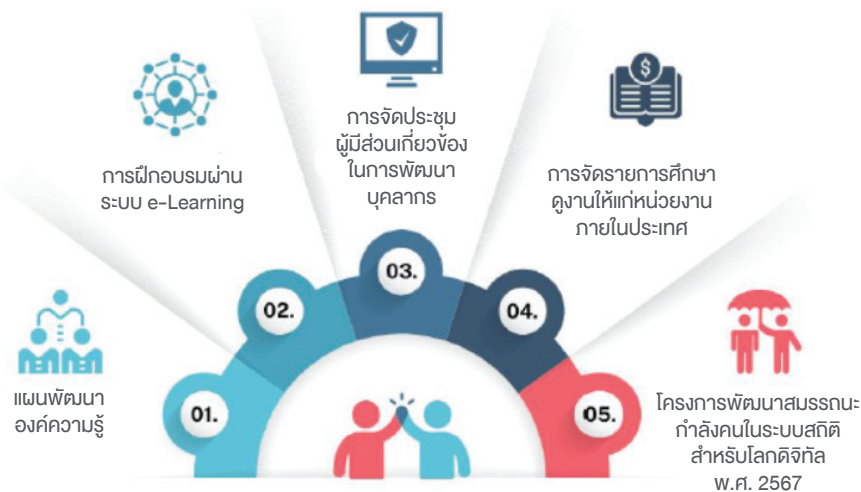 แผนพัฒนา
องค์ความรู้
01.
การฝึกอบรมผ่าน
ระบบ e-Learning
02.
การจัดประชุม
ผู้มีส่วนเกี่ยวข้อง
ในการพัฒนา
บุคลากร
03.
$
การจัดรายการศึกษา
ดูงานให้แก่หน่วยงาน
ภายในประเทศ
04.
โครงการพัฒนาสมรรถนะ
กำลังคนในระบบสถิติ
สำหรับโลกดิจิทัล
พ.ศ. 2567
05.